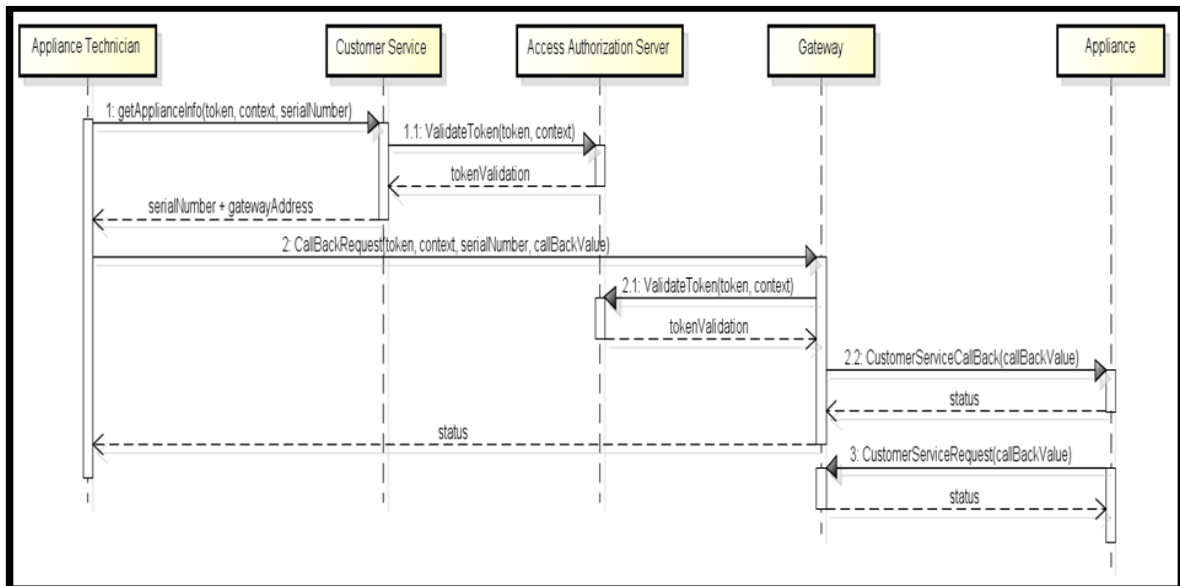 Appliance Technician
Customer Service
Access Authorization Server
Gateway
Appliance
1: getApplianceInfo(token, context, serialNumber)
1.1: ValidateToken(token, context)
tokenValidation
serialNumber + gatewayAddress
2: CallBackRequest(token, context, serialNumber, callBackValue)
2.1: ValidateToken(token, context)
tokenValidation
2.2: CustomerServiceCallBack(callBackValue)
status
status
3: CustomerServiceRequest(callBackValue)
status